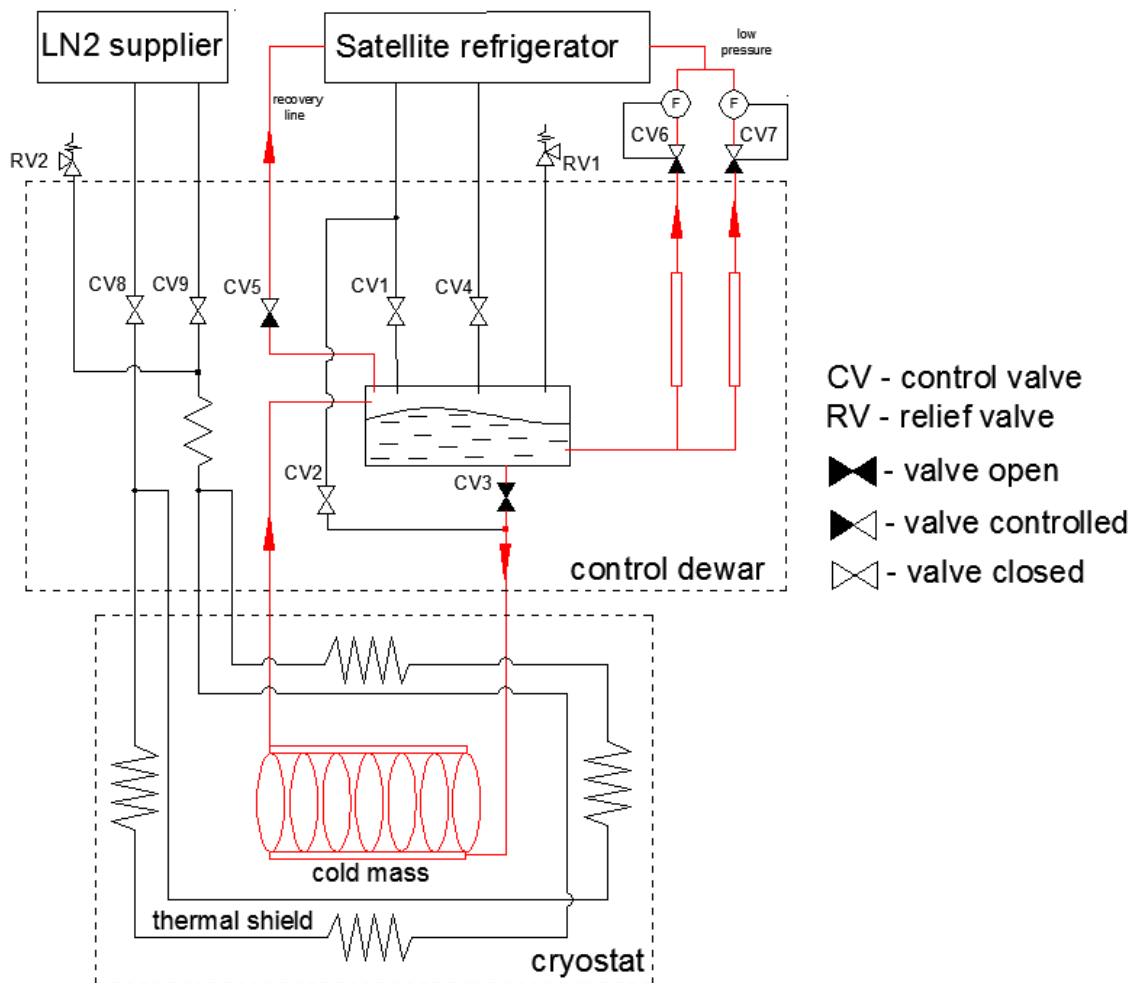 LN2 supplier
Satellite refrigerator
low
pressure
recovery
line
F
F
CV6
CV7
RV2
RV1
CV8
CV9
CV5
CV1
CV4
CV2
CV3
control dewar
CV - control valve
RV - relief valve
- valve open
- valve controlled
- valve closed
cold mass
thermal shield
cryostat